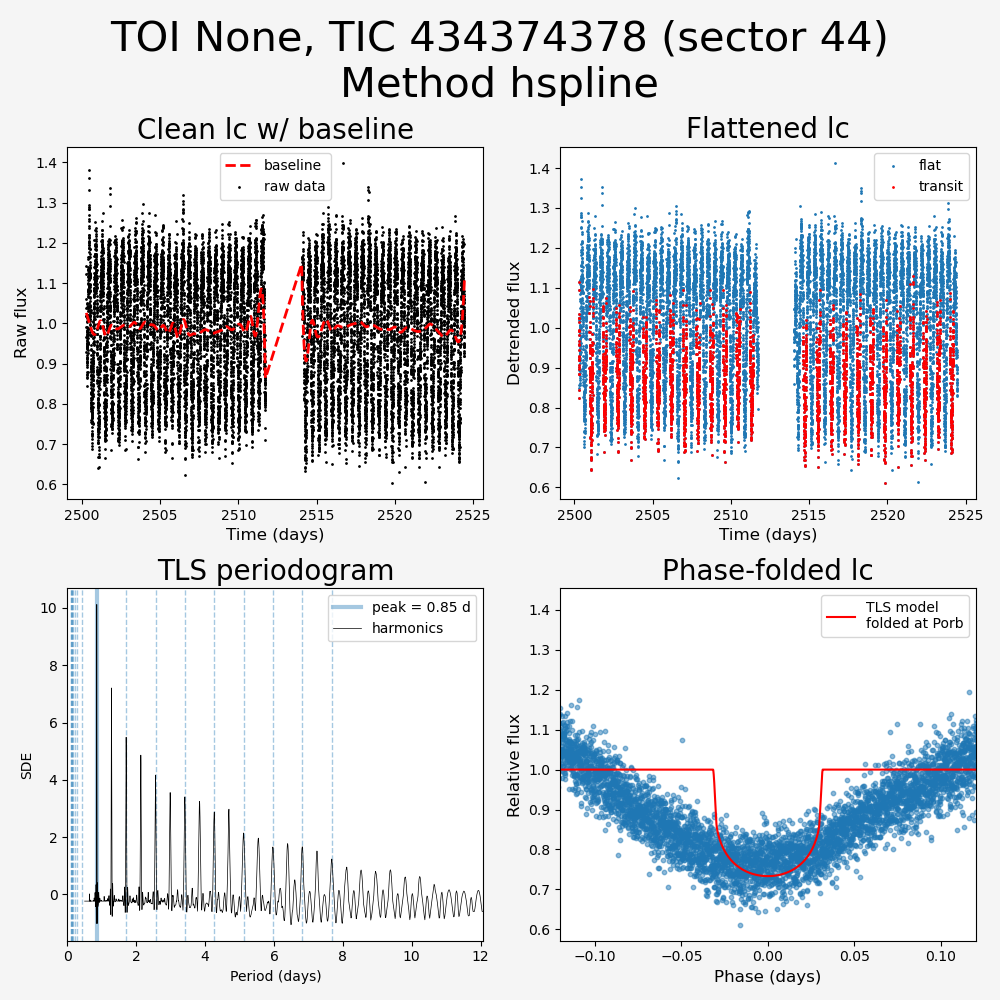 TOI None, TIC 434374378 (sector 44)
Method hspline
Clean lc w/ baseline
Flattened lc
baseline
raw data
flat
transit
Raw flux
1.4
1.3
1.2
1.1
1.0
0.9
0.8
0.7
0.6
2500
2505
2510
2515
2520
2525
Time (days)
Detrended flux
1.4
1.3
1.2
1.1
1.0
0.9
0.8
0.7
0.6
2500
2505
2510
2515
2520
2525
Time (days)
TLS periodogram
Phase-folded lc
peak = 0.85 d
harmonics
TLS model
folded at Porb
SDE
10
8
6
4
2
0
0
2
4
6
8
10
12
Period (days)
Relative flux
1.4
1.3
1.2
1.1
1.0
0.9
0.8
0.7
0.6
−0.10
−0.05
0.00
0.05
0.10
Phase (days)